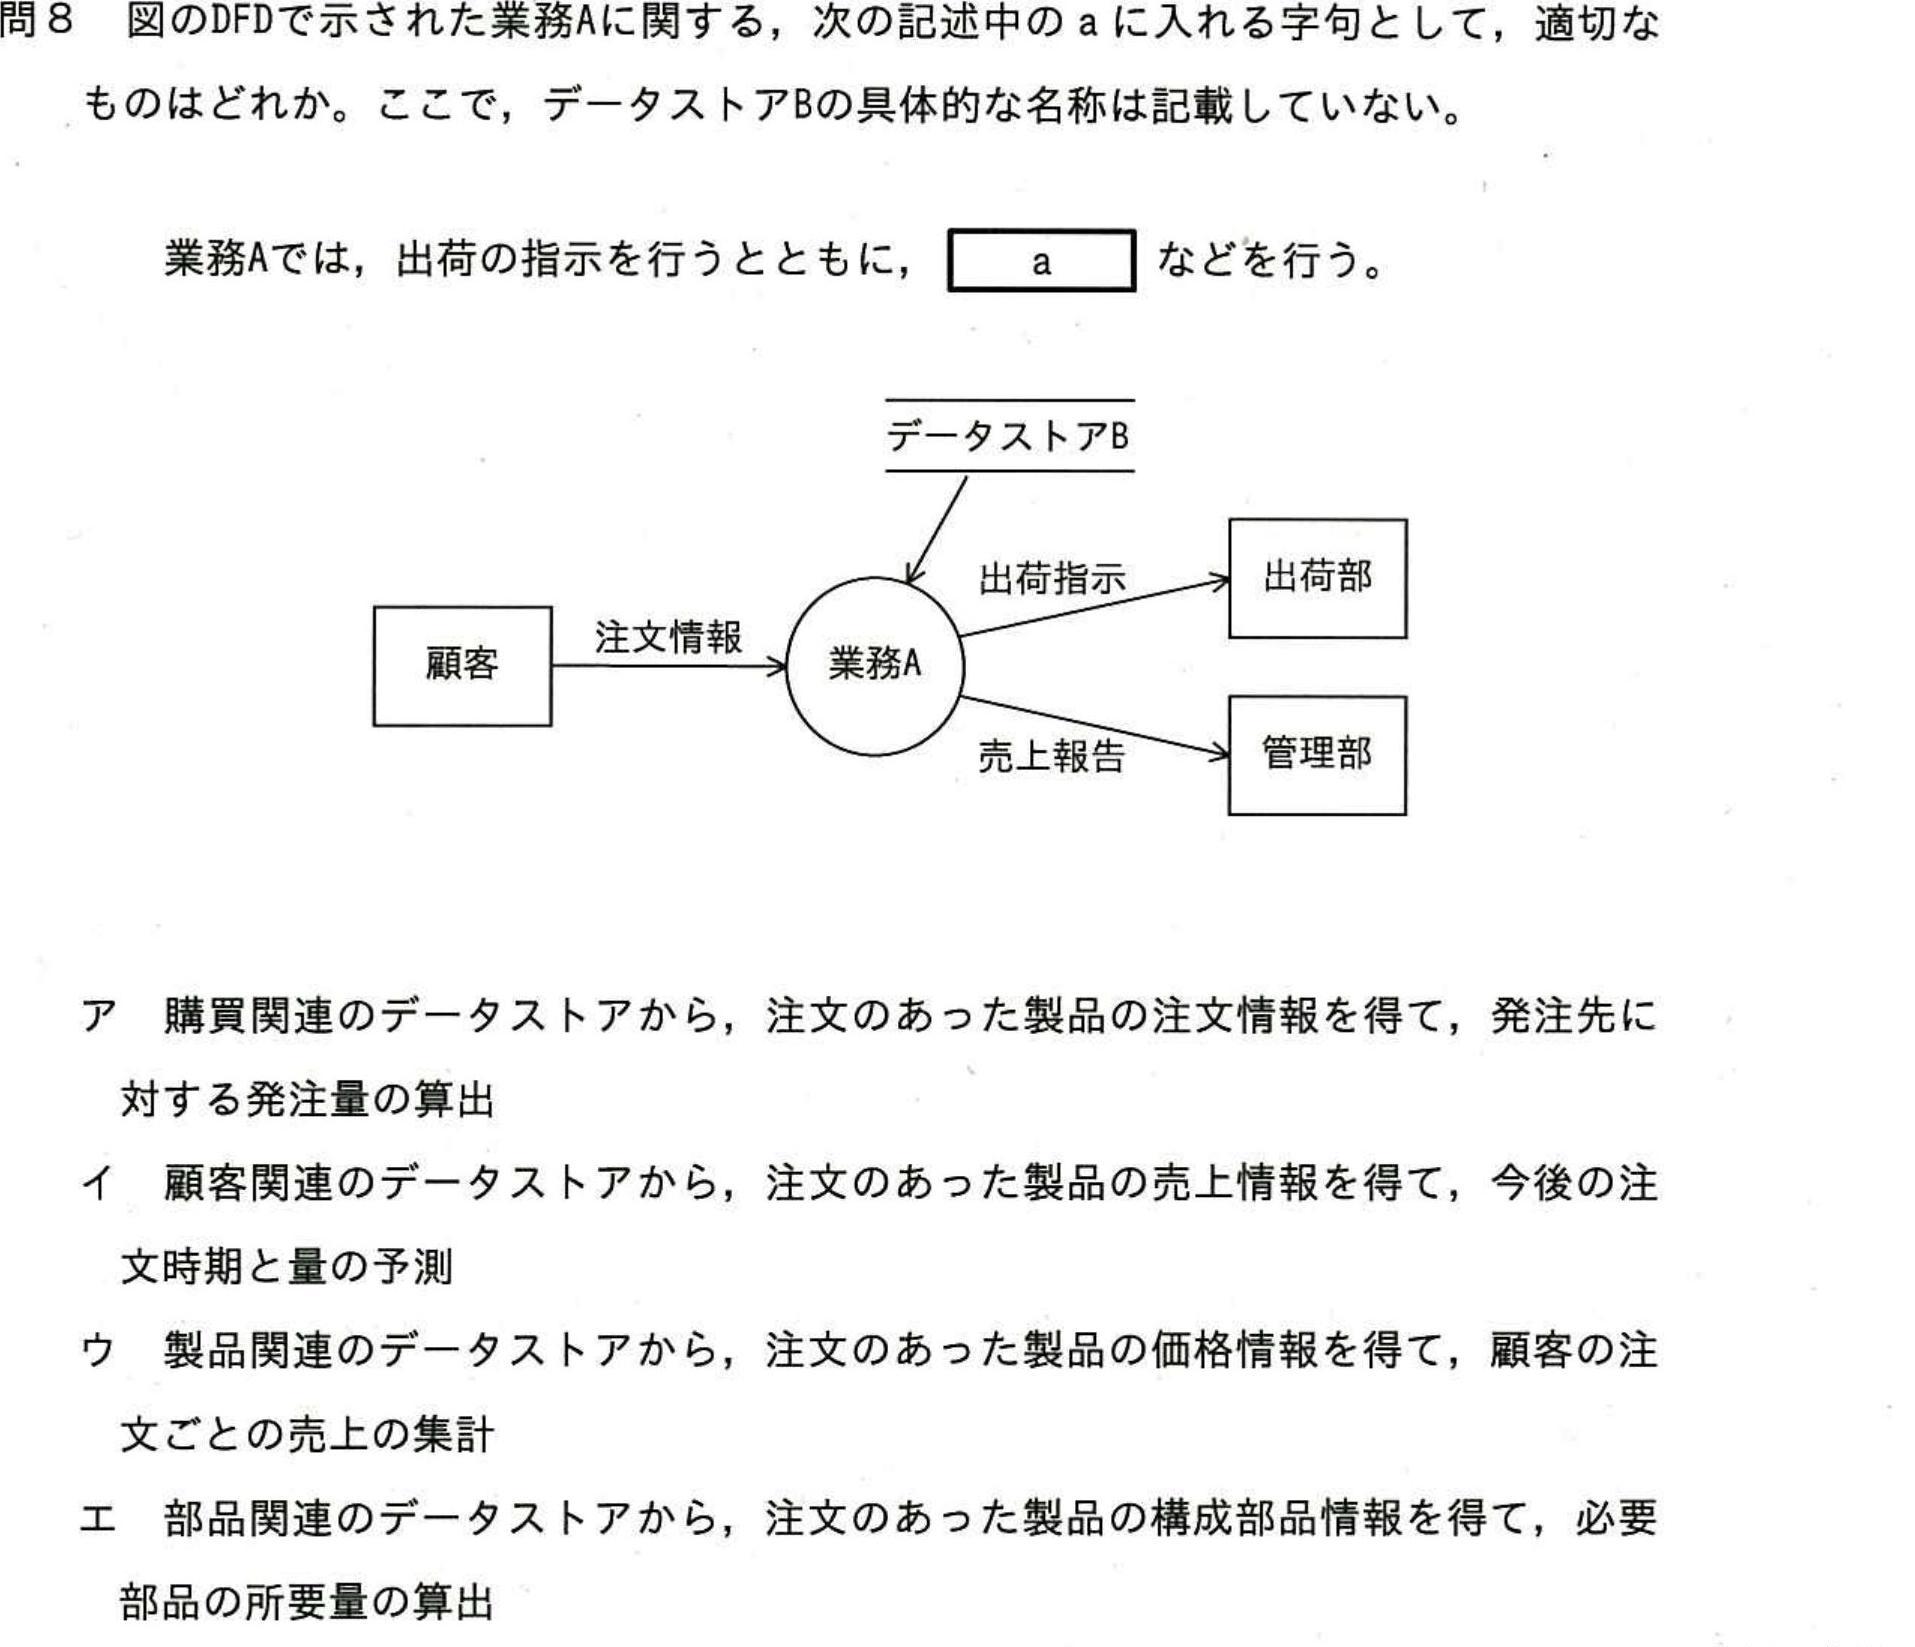 問８　図のDFDで示された業務Aに関する，次の記述中の a に入れる字句として，適切な
ものはどれか。ここで，データストアBの具体的な名称は記載していない。
業務Aでは，出荷の指示を行うとともに， a などを行う。
データストアB
出荷指示
出荷部
注文情報
顧客
業務A
売上報告
管理部
ア　購買関連のデータストアから，注文のあった製品の注文情報を得て，発注先に
対する発注量の算出
イ　顧客関連のデータストアから，注文のあった製品の売上情報を得て，今後の注
文時期と量の予測
ウ　製品関連のデータストアから，注文のあった製品の価格情報を得て，顧客の注
文ごとの売上の集計
エ　部品関連のデータストアから，注文のあった製品の構成部品情報を得て，必要
部品の所要量の算出